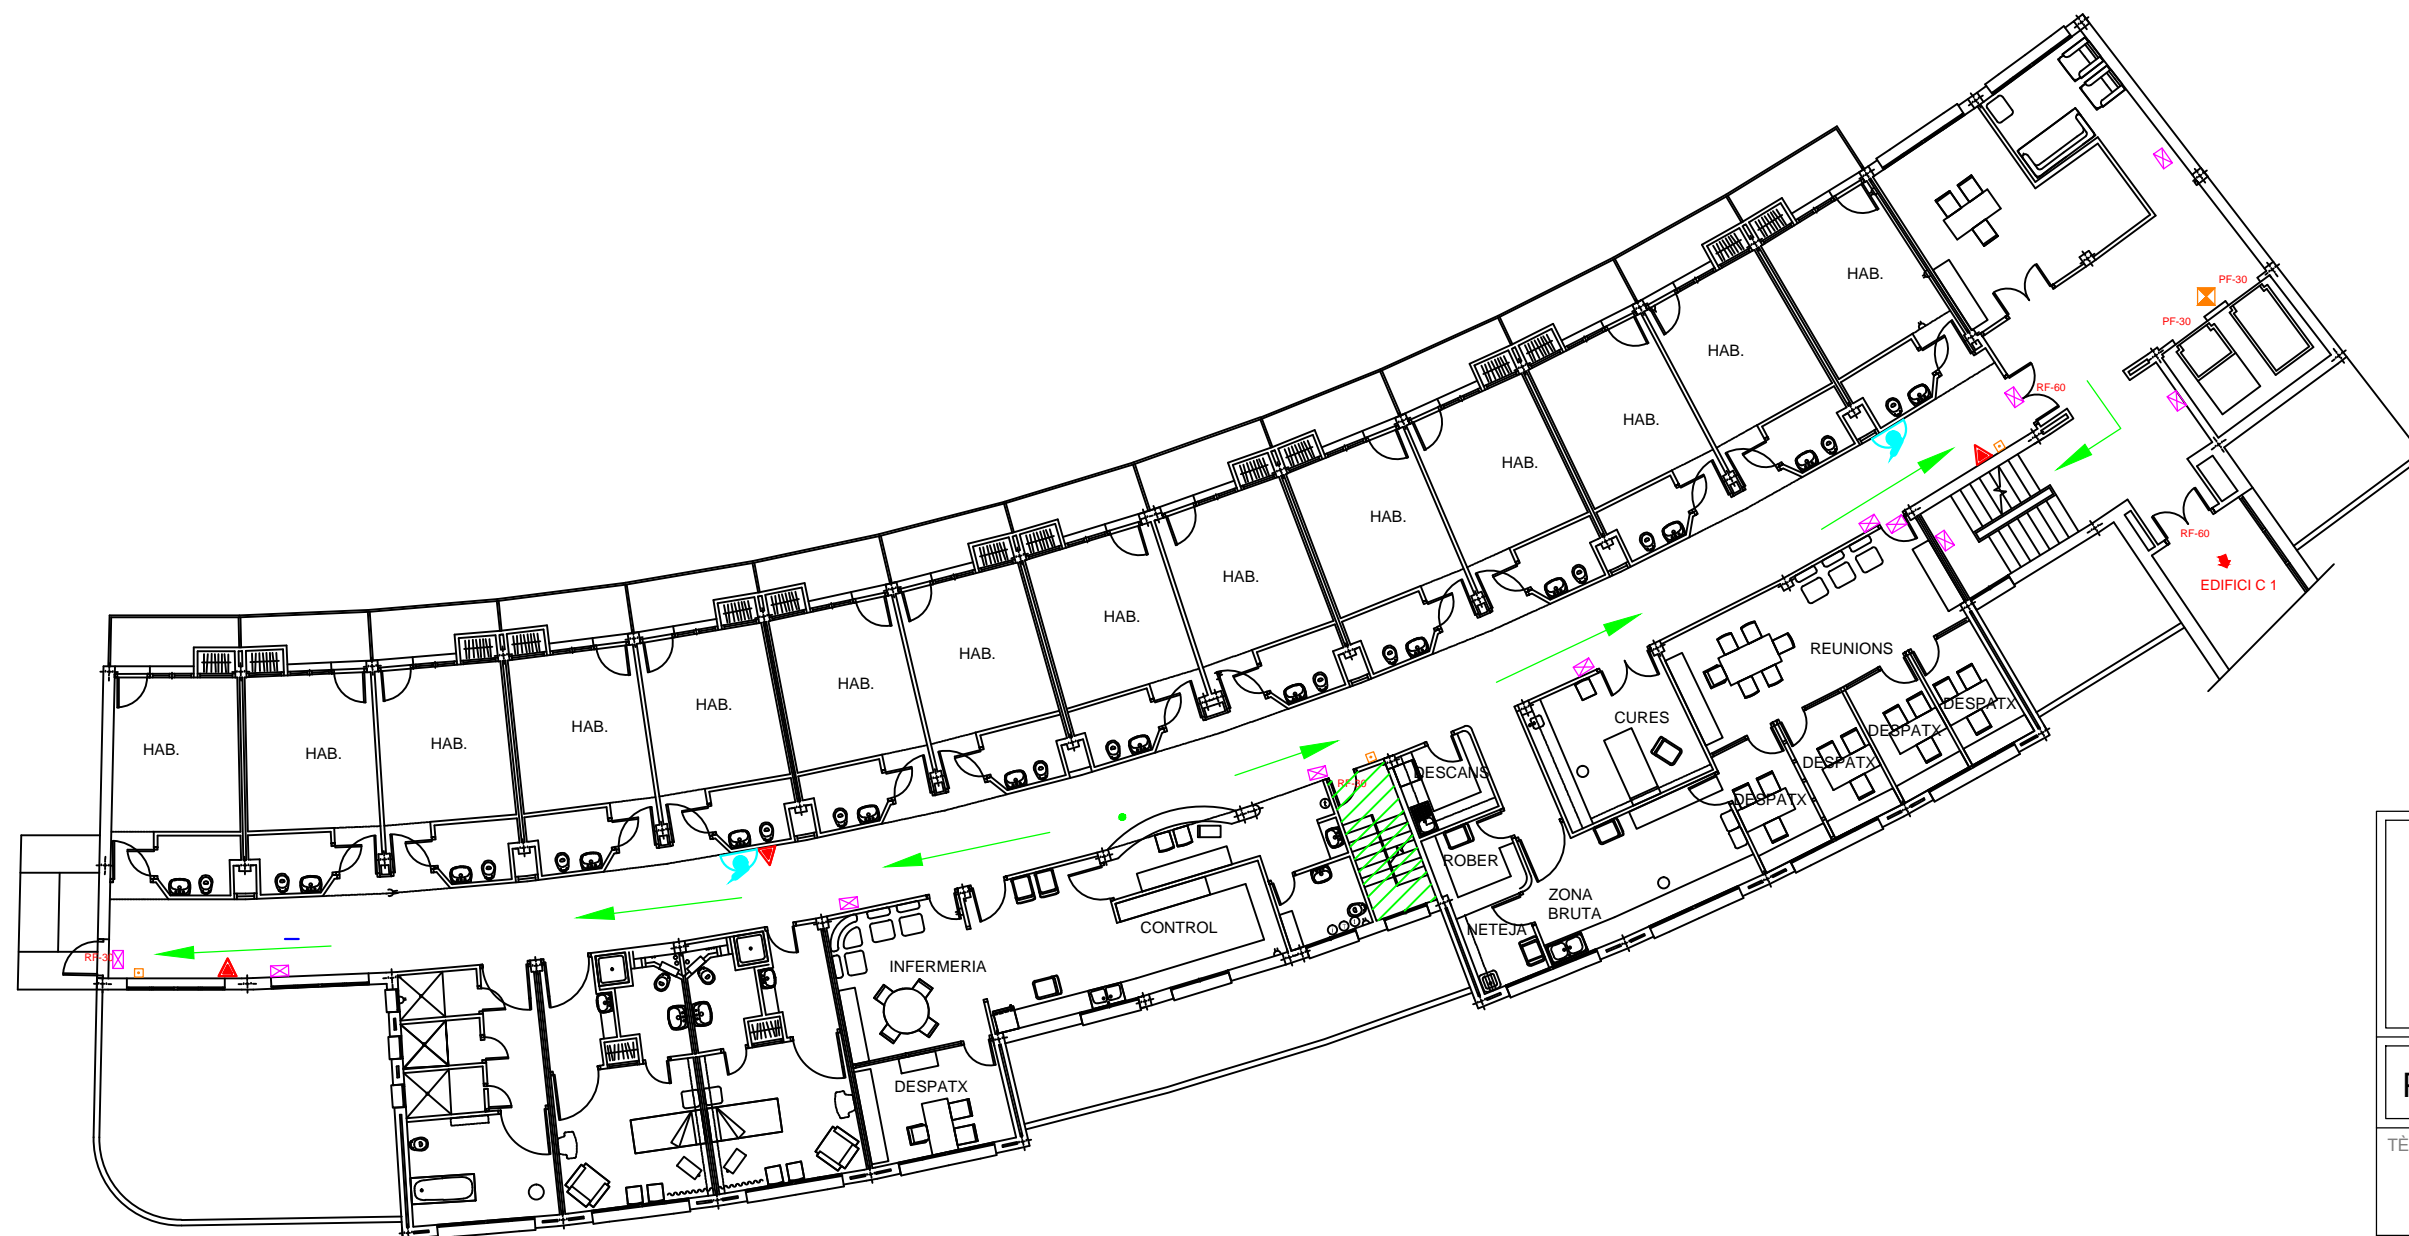 HAB.
PF-30
PF-30
HAB.
RF-60
HAB.
HAB.
HAB.
RF-60
EDIFICI C 1
HAB.
HAB.
REUNIONS
HAB.
HAB.
HAB.
DESPATX
HAB.
CURES
HAB.
DESPATX
HAB.
HAB.
HAB.
DESPATX
DESCANS
DESPATX
ROBER
ZONA
BRUTA
CONTROL
NETEJA
RF-30
INFERMERIA
DESPATX